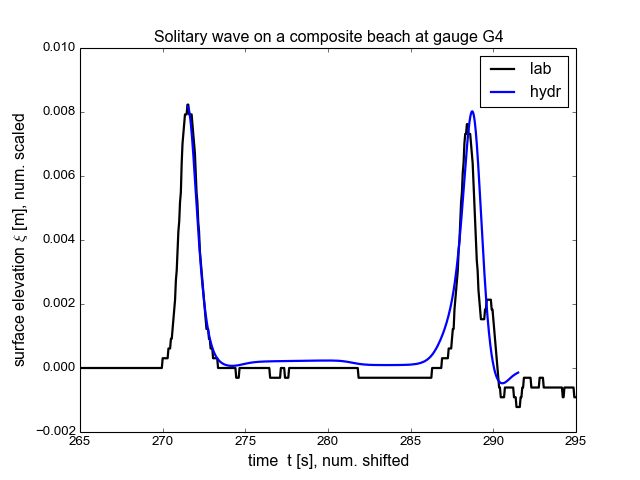 Solitary wave on a composite beach at gauge G4
lab
hydr
surface elevation ξ [m], num. scaled
0.010
0.008
0.006
0.004
0.002
0.000
−0.002
265 270 275 280 285 290 295
time t [s], num. shifted